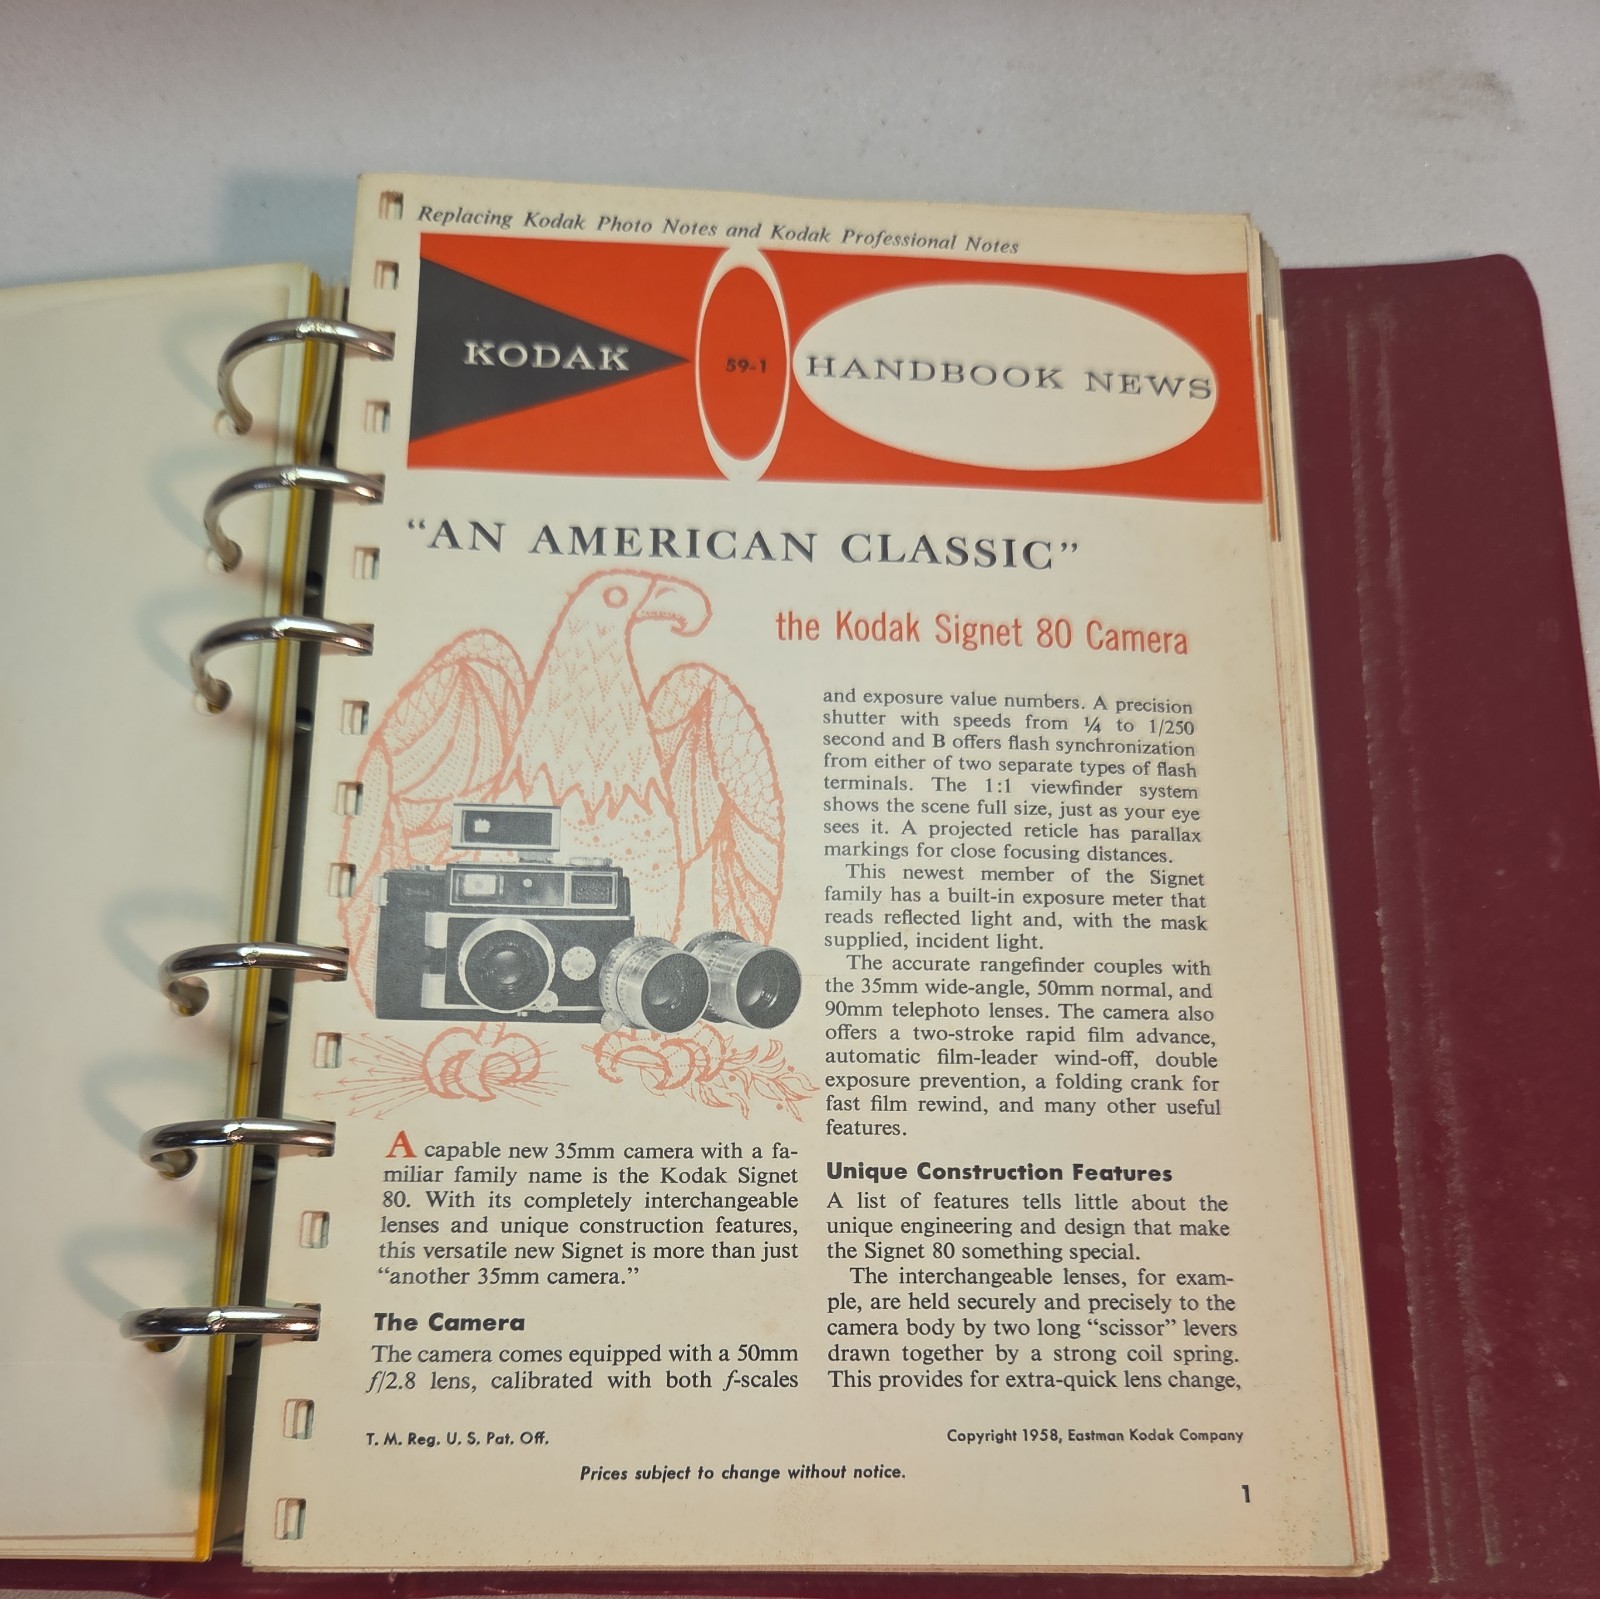 Replacing Kodak Photo Notes and Kodak Professional Notes
KODAK
59-1
HANDBOOK NEWS
“AN AMERICAN CLASSIC”
the Kodak Signet 80 Camera
A capable new 35mm camera with a fa-
miliar family name is the Kodak Signet
80. With its completely interchangeable
lenses and unique construction features,
this versatile new Signet is more than just
“another 35mm camera.”
The Camera
The camera comes equipped with a 50mm
f/2.8 lens, calibrated with both f-scales
and exposure value numbers. A precision
shutter with speeds from ¼ to 1/250
second and B offers flash synchronization
from either of two separate types of flash
terminals. The 1:1 viewfinder system
shows the scene full size, just as your eye
sees it. A projected reticle has parallax
markings for close focusing distances.
This newest member of the Signet
family has a built-in exposure meter that
reads reflected light and, with the mask
supplied, incident light.
The accurate rangefinder couples with
the 35mm wide-angle, 50mm normal, and
90mm telephoto lenses. The camera also
offers a two-stroke rapid film advance,
automatic film-leader wind-off, double
exposure prevention, a folding crank for
fast film rewind, and many other useful
features.
Unique Construction Features
A list of features tells little about the
unique engineering and design that make
the Signet 80 something special.
The interchangeable lenses, for exam-
ple, are held securely and precisely to the
camera body by two long “scissor” levers
drawn together by a strong coil spring.
This provides for extra-quick lens change,
T. M. Reg. U. S. Pat. Off.
Copyright 1958, Eastman Kodak Company
Prices subject to change without notice.
1